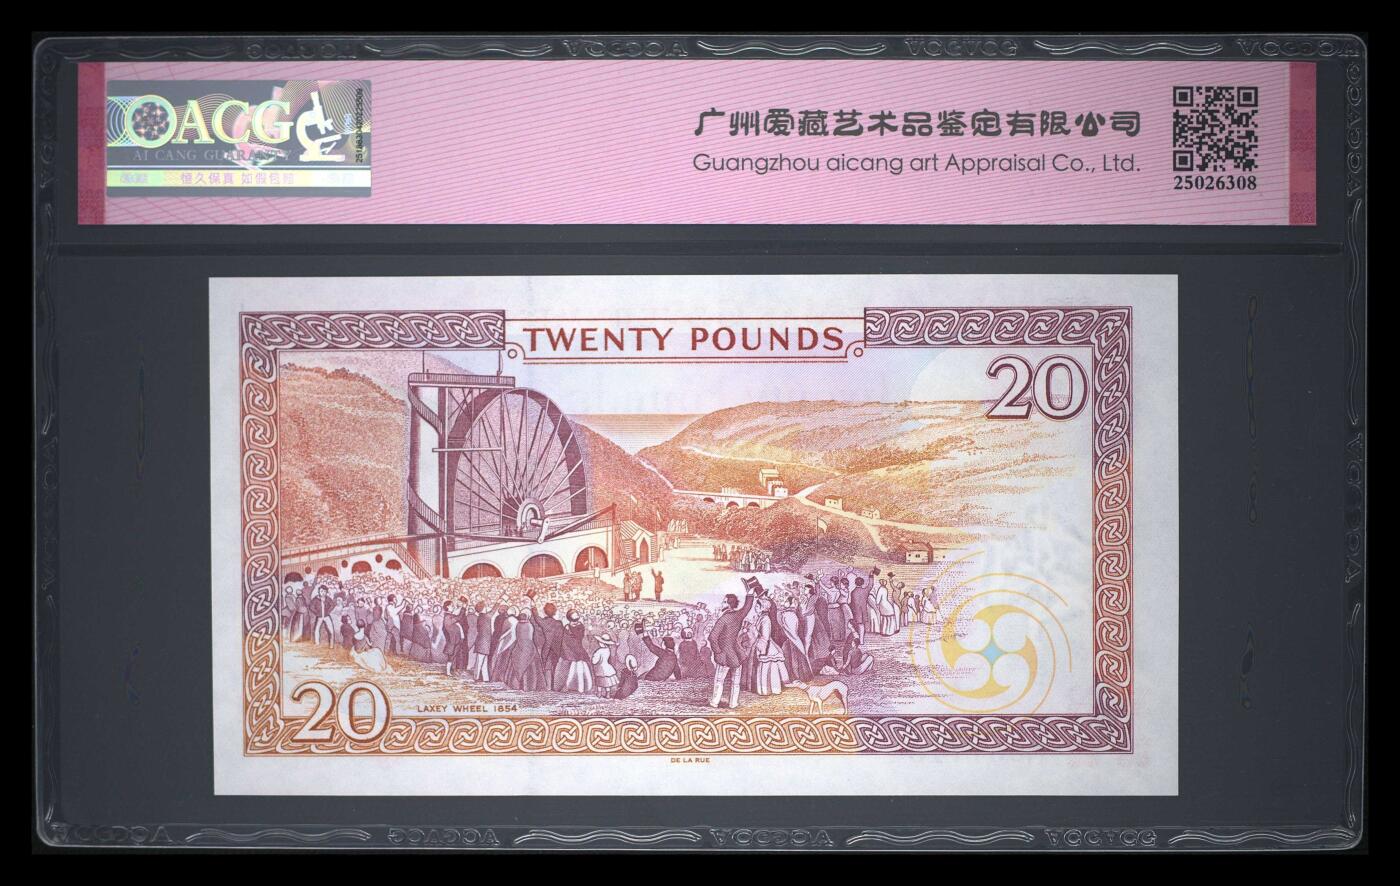 ACG
AI CANG GUARANTY
恒久保真 如假包赔
广州爱藏艺术品鉴定有限公司
Guangzhou aicang art Appraisal Co., Ltd.
25026308
TWENTY POUNDS
20
20
LAXEY WHEEL 1854
DE LA RUE